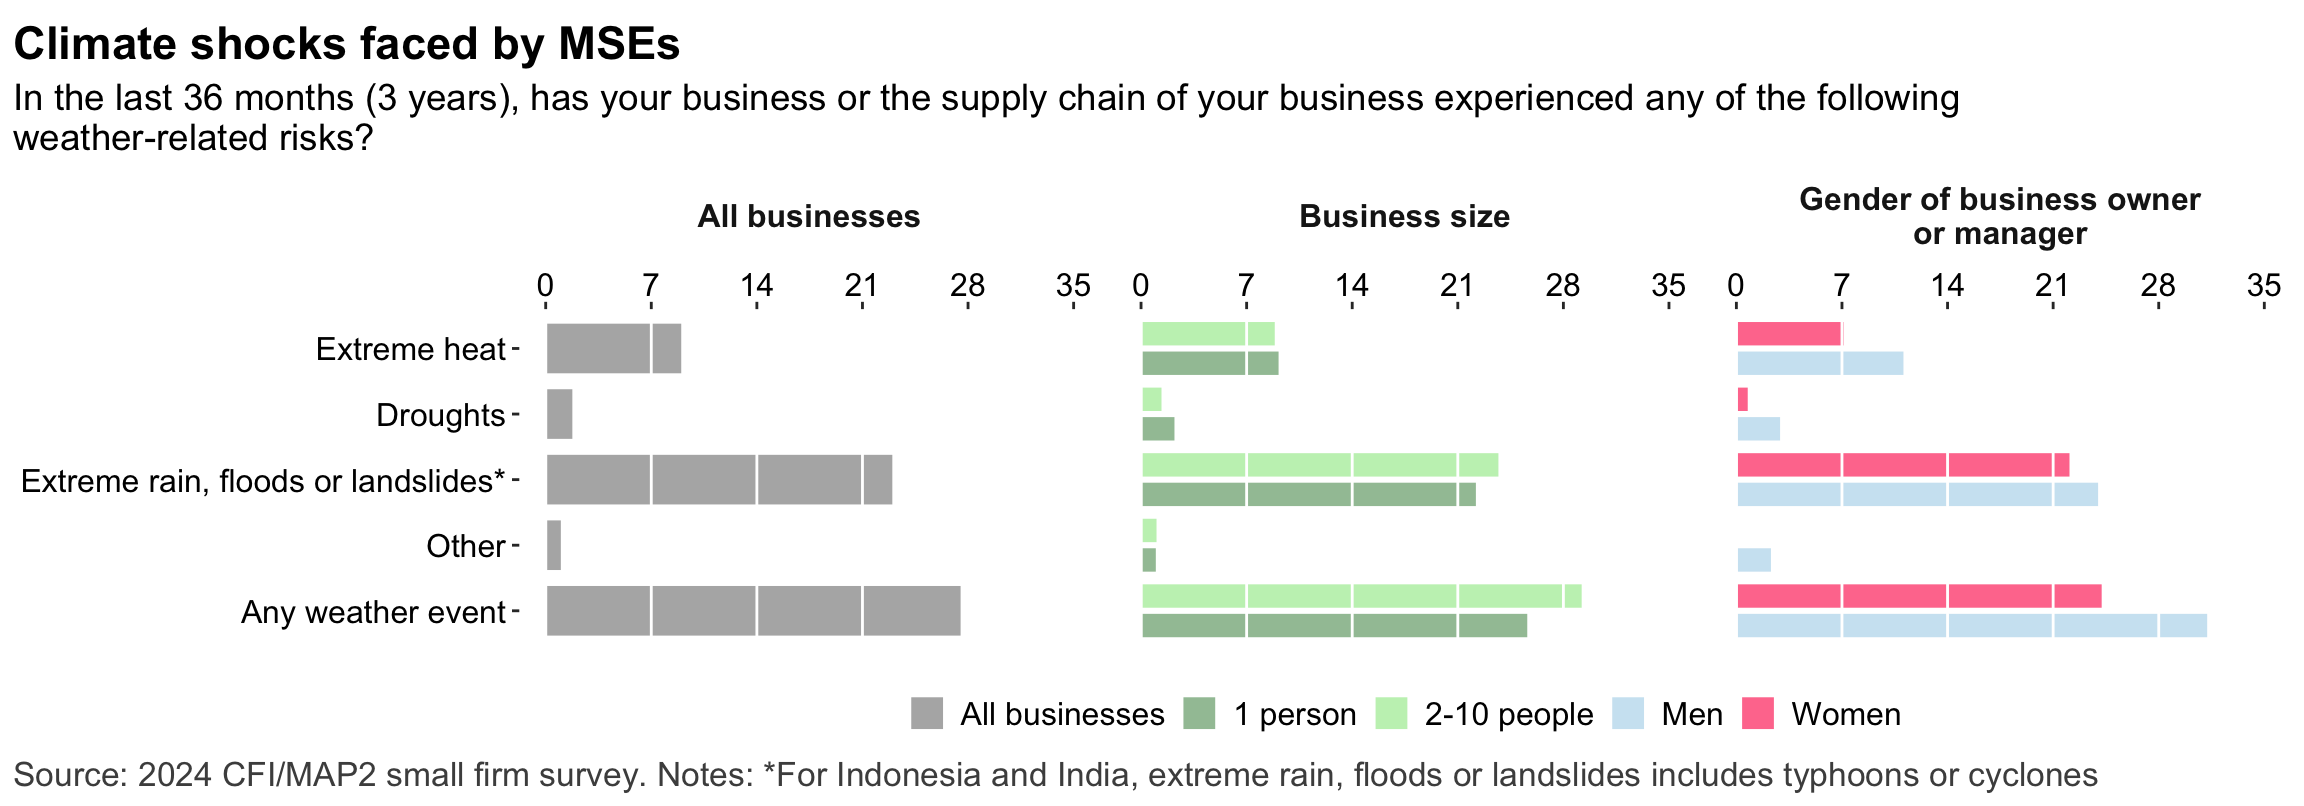 Climate shocks faced by MSEs
In the last 36 months (3 years), has your business or the supply chain of your business experienced any of the following
weather-related risks?
All businesses
Business size
Gender of business owner
or manager
0 7 14 21 28 35 0 7 14 21 28 35 0 7 14 21 28 35
Extreme heat
Droughts
Extreme rain, floods or landslides*
Other
Any weather event
All businesses 1 person 2-10 people Men Women
Source: 2024 CFI/MAP2 small firm survey. Notes: *For Indonesia and India, extreme rain, floods or landslides includes typhoons or cyclones